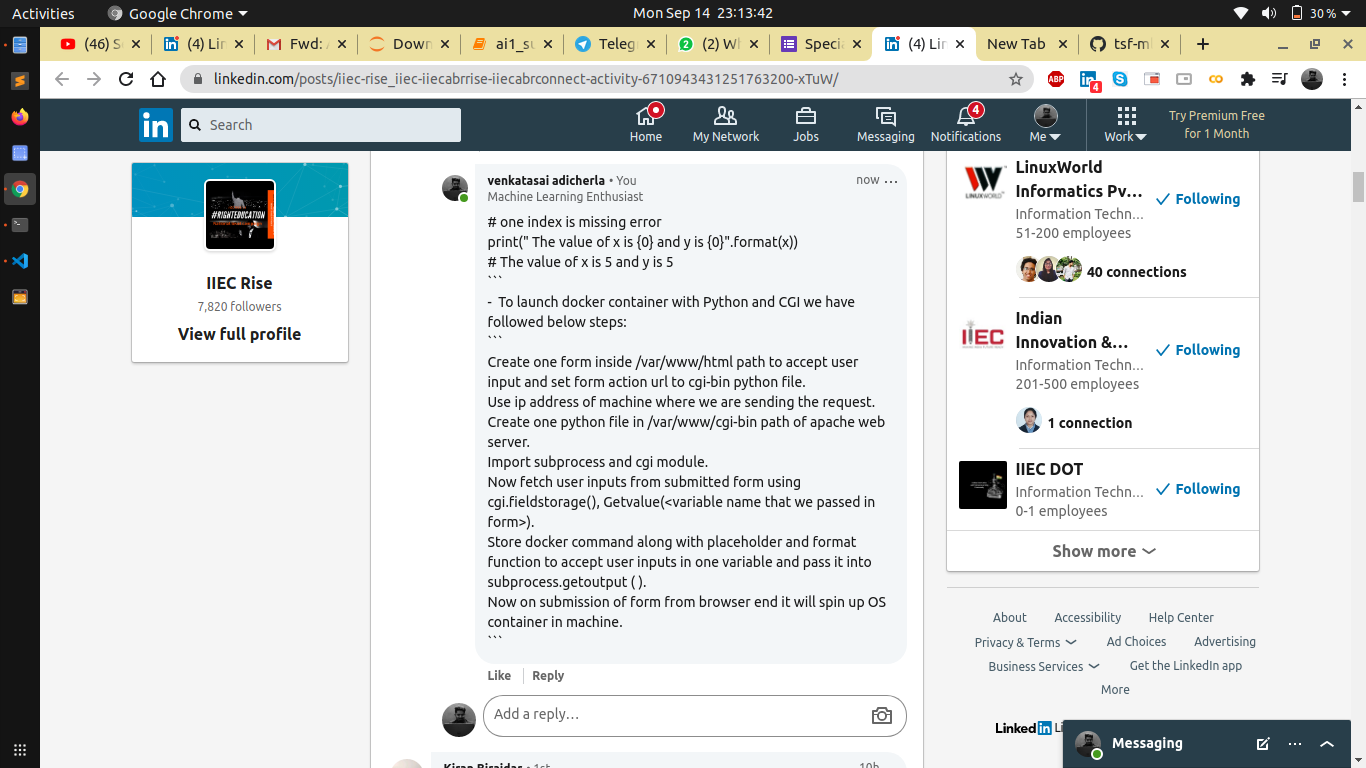 Activities
Google Chrome
Mon Sep 14 23:13:42
30 %
(46) S
(4) Lin
Fwd: A
Down
ai1_su
Teleg
(2) Wh
Specia
(4) Lin
New Tab
tsf-ml
linkedin.com/posts/iiec-rise_iiec-iiecabrrise-iiecabrconnect-activity-6710943431251763200-xTuW/
ABP
4
in
Search
Home
My Network
Jobs
Messaging
4
Notifications
Me
Work
Try Premium Free
for 1 Month
#RIGHTEDUCATION
IIEC Rise
7,820 followers
View full profile
venkatasai adicherla • You
now
Machine Learning Enthusiast
# one index is missing error
print(" The value of x is {0} and y is {0}".format(x))
# The value of x is 5 and y is 5
```
- To launch docker container with Python and CGI we have
followed below steps:
```
Create one form inside /var/www/html path to accept user
input and set form action url to cgi-bin python file.
Use ip address of machine where we are sending the request.
Create one python file in /var/www/cgi-bin path of apache web
server.
Import subprocess and cgi module.
Now fetch user inputs from submitted form using
cgi.fieldstorage(), Getvalue(<variable name that we passed in
form>).
Store docker command along with placeholder and format
function to accept user inputs in one variable and pass it into
subprocess.getoutput ( ).
Now on submission of form from browser end it will spin up OS
container in machine.
```
Like
Reply
Add a reply…
Kiran Biradar • 1st
10h
LINUXWORLD
LinuxWorld
Informatics Pv…
Following
Information Techn…
51-200 employees
40 connections
IIEC
Indian
Innovation &…
Following
Information Techn…
201-500 employees
1 connection
IIEC DOT
Following
Information Techn…
0-1 employees
Show more
About
Accessibility
Help Center
Privacy & Terms
Ad Choices
Advertising
Business Services
Get the LinkedIn app
More
Linked in Li
Messaging